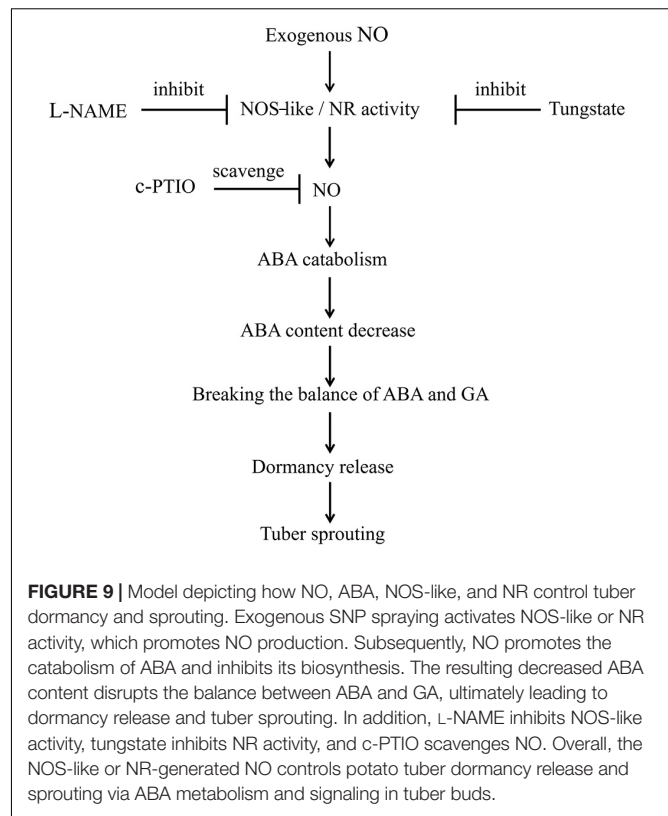 Exogenous NO
inhibit
inhibit
L-NAME
NOS-like / NR activity
Tungstate
scavenge
c-PTIO
NO
ABA catabolism
ABA content decrease
Breaking the balance of ABA and GA
Dormancy release
Tuber sprouting
FIGURE 9 | Model depicting how NO, ABA, NOS-like, and NR control tuber
dormancy and sprouting. Exogenous SNP spraying activates NOS-like or NR
activity, which promotes NO production. Subsequently, NO promotes the
catabolism of ABA and inhibits its biosynthesis. The resulting decreased ABA
content disrupts the balance between ABA and GA, ultimately leading to
dormancy release and tuber sprouting. In addition, L-NAME inhibits NOS-like
activity, tungstate inhibits NR activity, and c-PTIO scavenges NO. Overall, the
NOS-like or NR-generated NO controls potato tuber dormancy release and
sprouting via ABA metabolism and signaling in tuber buds.